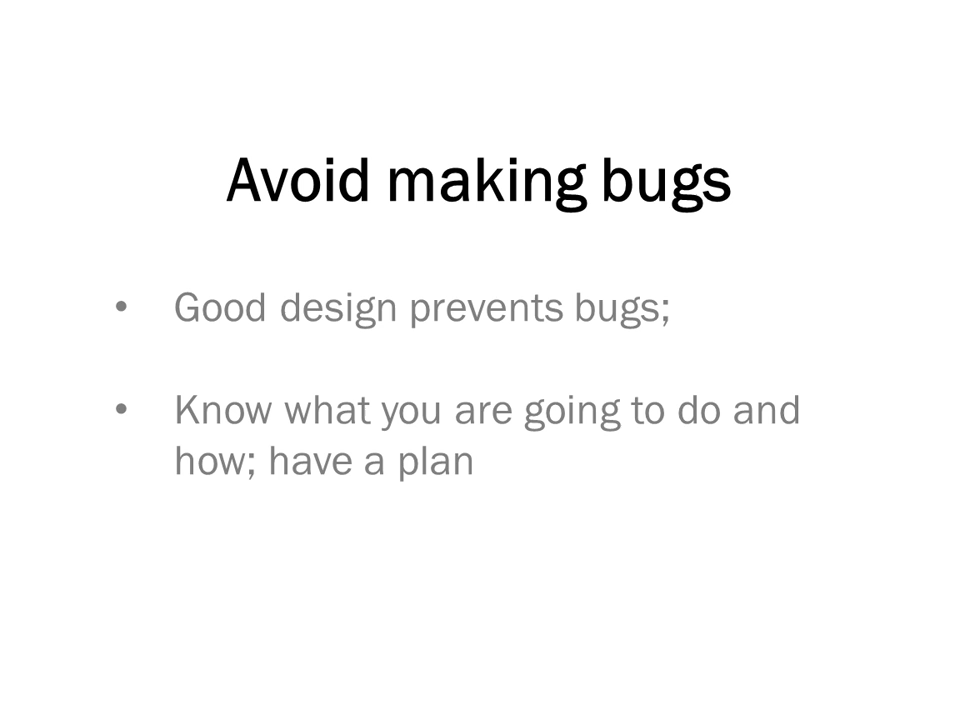 Avoid making bugs
• Good design prevents bugs;
• Know what you are going to do and
how; have a plan